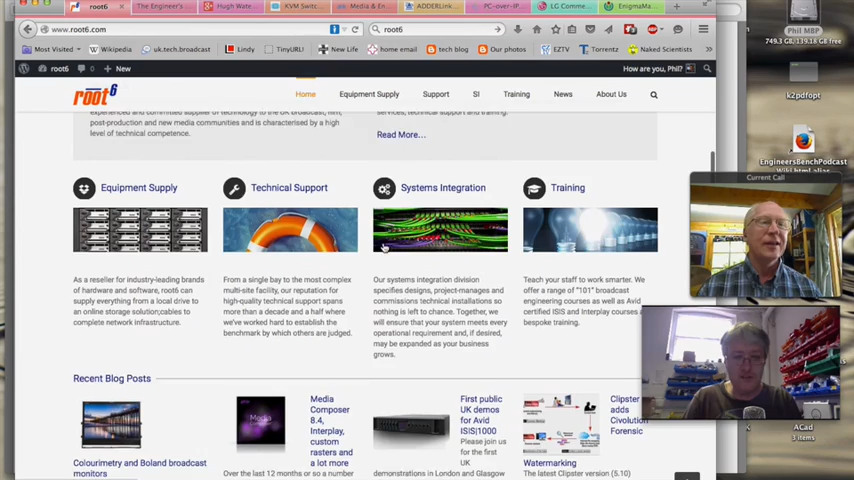 root6
The Engineer's
Hugh Wate
KVM Switc
Media & En
ADDERLink
PC-over-IP
LG Comme
EnigmaMa
www.root6.com
root6
Most Visited
Wikipedia
uk.tech.broadcast
Lindy
TinyURL!
New Life
home email
tech blog
Our photos
EZTV
Torrentz
Naked Scientists
root6
0
New
How are you, Phil?
root6
Home
Equipment Supply
Support
SI
Training
News
About Us
experienced and committed supplier of technology to the UK broadcast, film,
post-production and new media communities and is characterised by a high
level of technical competence.
services, technical support and training.
Read More…
Equipment Supply
Technical Support
Systems Integration
Training
As a reseller for industry-leading brands
of hardware and software, root6 can
supply everything from a local drive to
an online storage solution;cables to
complete network infrastructure.
From a single bay to the most complex
multi-site facility, our reputation for
high-quality technical support spans
more than a decade and a half where
we've worked hard to establish the
benchmark by which others are judged.
Our systems integration division
specifies designs, project-manages and
commissions technical installations so
nothing is left to chance. Together, we
will ensure that your system meets every
operational requirement and, if desired,
may be expanded as your business
grows.
Teach your staff to work smarter. We
offer a range of "101" broadcast
engineering courses as well as Avid
certified ISIS and Interplay courses a
bespoke training.
Recent Blog Posts
Colourimetry and Boland broadcast
monitors
Media
Composer
8.4,
Interplay,
custom
rasters and
a lot more
Over the last 12 months or so a number
First public
UK demos
for Avid
ISIS|1000
Please join us
for the first
UK
demonstrations in London and Glasgow
Clipster
adds
Civolution
Forensic
Watermarking
The latest Clipster version (5.10)
Phil MBP
749.3 GB, 139.18 GB free
k2pdfopt
EngineersBenchPodcast
Wiki.html alias
Current Call
ACad
3 items